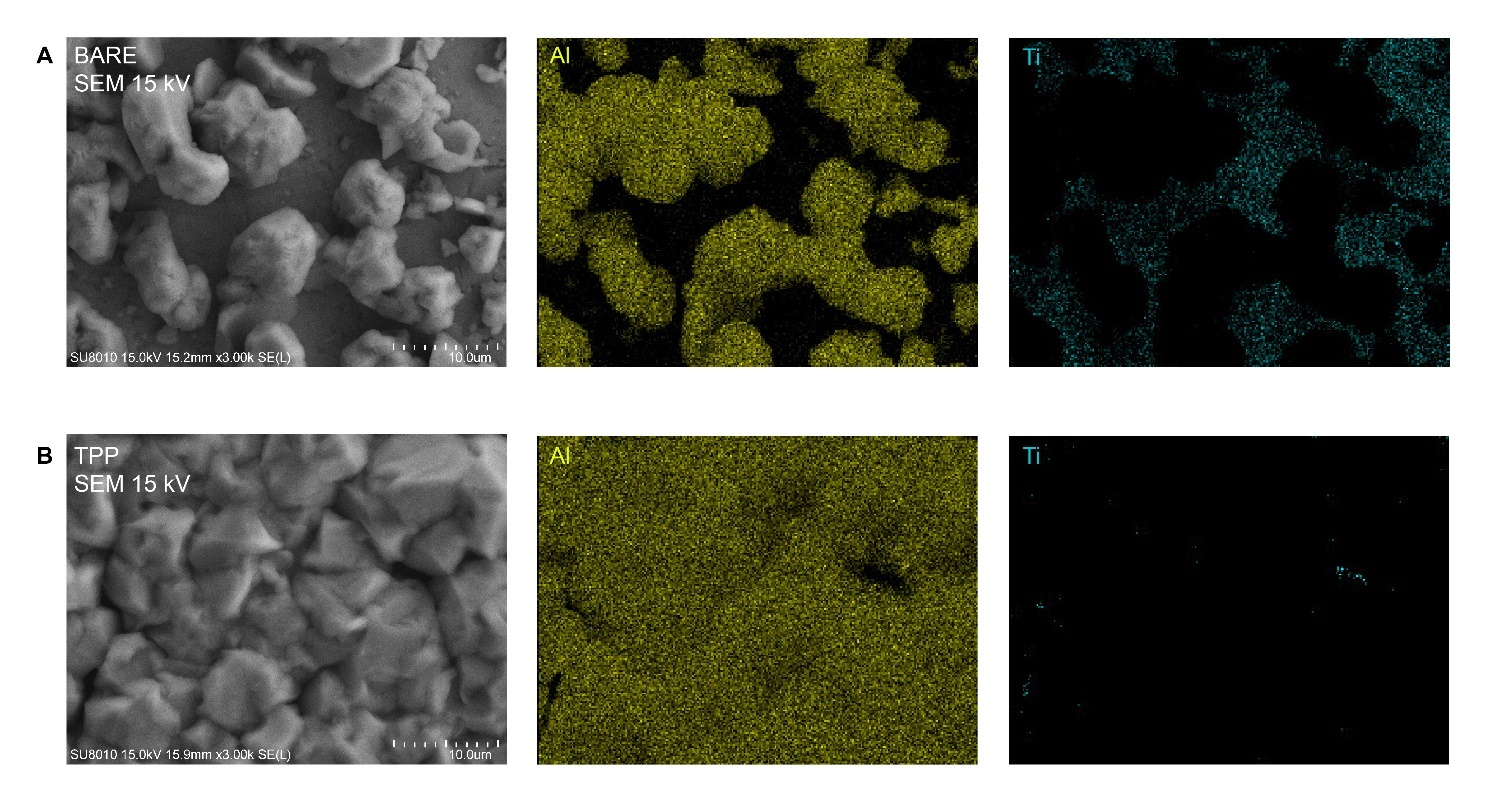 A
BARE
SEM 15 kV
SU8010 15.0kV 15.2mm x3.00k SE(L)
10.0um
Al
Ti
B
TPP
SEM 15 kV
SU8010 15.0kV 15.9mm x3.00k SE(L)
10.0um
Al
Ti